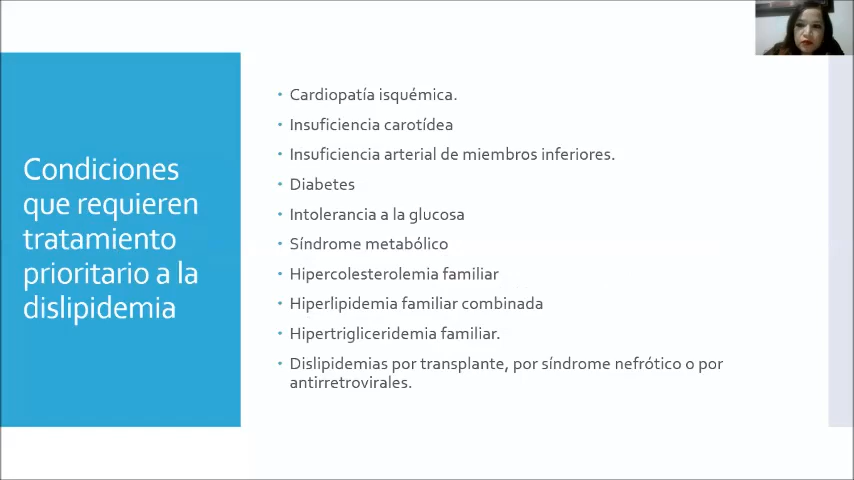 Condiciones
que requieren
tratamiento
prioritario a la
dislipidemia
• Cardiopatía isquémica.
• Insuficiencia carotídea
• Insuficiencia arterial de miembros inferiores.
• Diabetes
• Intolerancia a la glucosa
• Síndrome metabólico
• Hipercolesterolemia familiar
• Hiperlipidemia familiar combinada
• Hipertrigliceridemia familiar.
• Dislipidemias por transplante, por síndrome nefrótico o por
antirretrovirales.